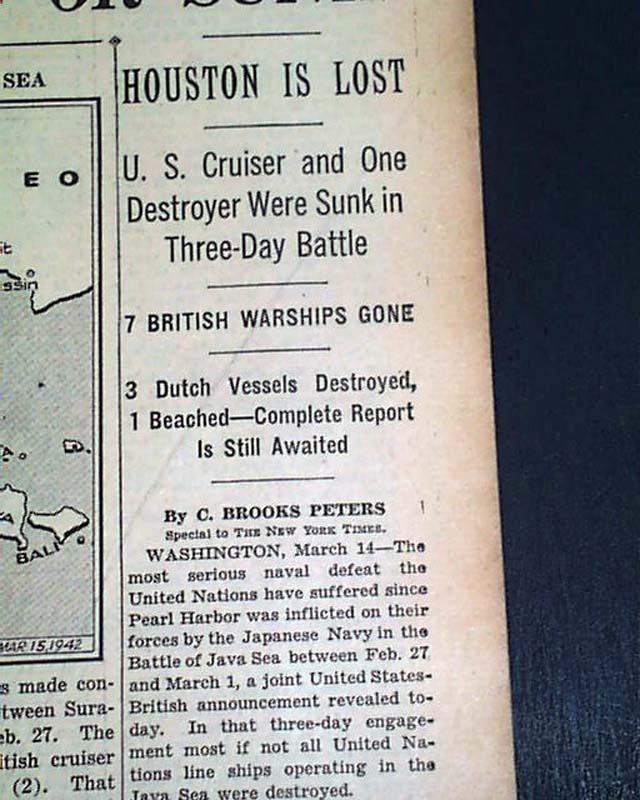 SEA
E O
BALI
MAR 15, 1942
s made con-
tween Sura-
eb. 27. The
itish cruiser
(2). That
HOUSTON IS LOST
U. S. Cruiser and One
Destroyer Were Sunk in
Three-Day Battle
7 BRITISH WARSHIPS GONE
3 Dutch Vessels Destroyed,
1 Beached—Complete Report
Is Still Awaited
By C. BROOKS PETERS
Special to THE NEW YORK TIMES.
WASHINGTON, March 14—The
most serious naval defeat the
United Nations have suffered since
Pearl Harbor was inflicted on their
forces by the Japanese Navy in the
Battle of Java Sea between Feb. 27
and March 1, a joint United States-
British announcement revealed to-
day. In that three-day engage-
ment most if not all United Na-
tions line ships operating in the
Java Sea were destroyed.